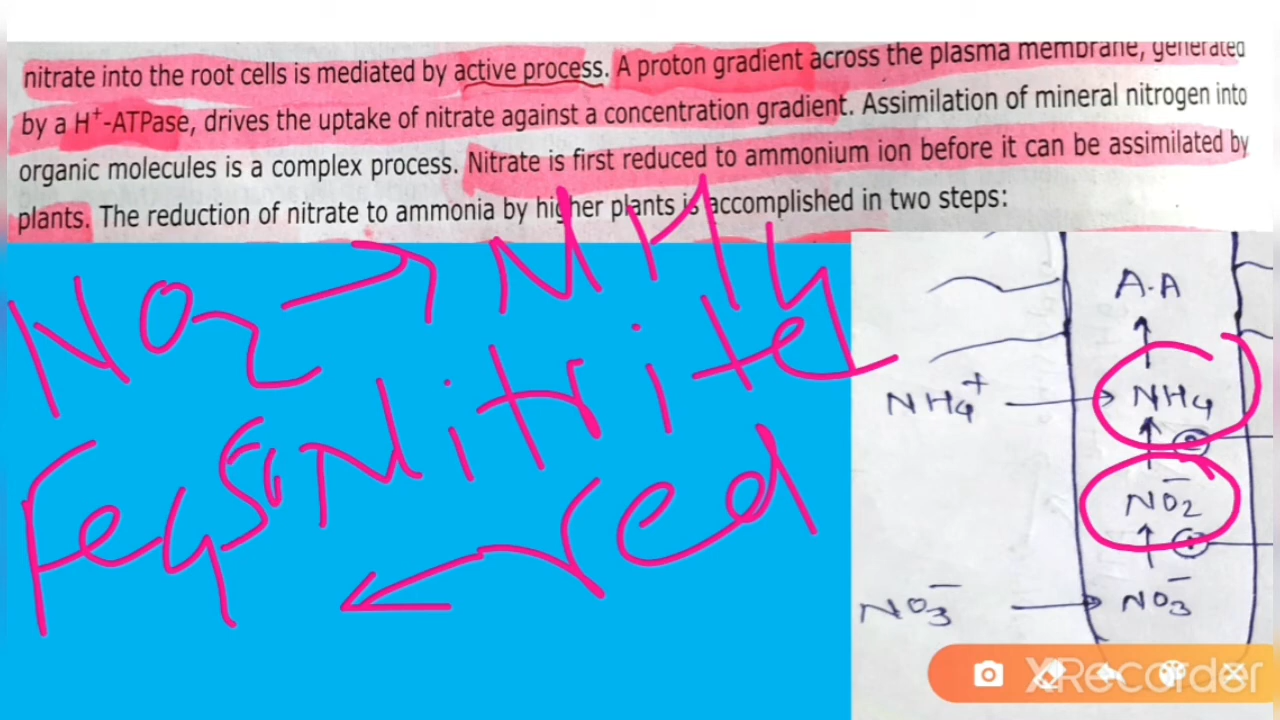 nitrate into the root cells is mediated by active process. A proton gradient across the plasma membrane, generated
by a H⁺-ATPase, drives the uptake of nitrate against a concentration gradient. Assimilation of mineral nitrogen into
organic molecules is a complex process. Nitrate is first reduced to ammonium ion before it can be assimilated by
plants. The reduction of nitrate to ammonia by higher plants is accomplished in two steps:
NO2 → NH4
Nitrite
Fe4S4
red
A.A
NH4+ → NH4
NO2-
NO3- → NO3-
XRecorder